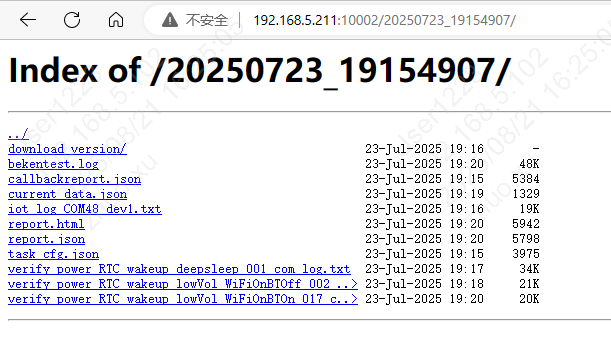 不安全 192.168.5.211:10002/20250723_19154907/
Index of /20250723_19154907/
../
download_version/ 23-Jul-2025 19:16 -
bekentest.log 23-Jul-2025 19:20 48K
callbackreport.json 23-Jul-2025 19:15 5384
current_data.json 23-Jul-2025 19:19 1329
iot_log_COM48_dev1.txt 23-Jul-2025 19:16 19K
report.html 23-Jul-2025 19:20 5942
report.json 23-Jul-2025 19:20 5798
task_cfg.json 23-Jul-2025 19:15 3975
verify_power_RTC_wakeup_deepsleep_001_com_log.txt 23-Jul-2025 19:17 34K
verify_power_RTC_wakeup_lowVol_WiFiOnBTOff_002_..> 23-Jul-2025 19:18 21K
verify_power_RTC_wakeup_lowVol_WiFiOnBTOn_017_c..> 23-Jul-2025 19:20 20K